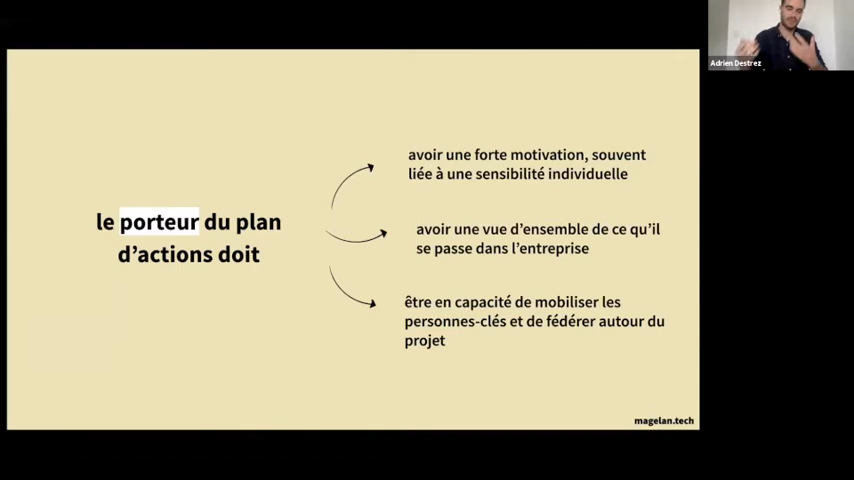 Adrien Destrez
le porteur du plan
d'actions doit
avoir une forte motivation, souvent
liée à une sensibilité individuelle
avoir une vue d'ensemble de ce qu'il
se passe dans l'entreprise
être en capacité de mobiliser les
personnes-clés et de fédérer autour du
projet
magelan.tech